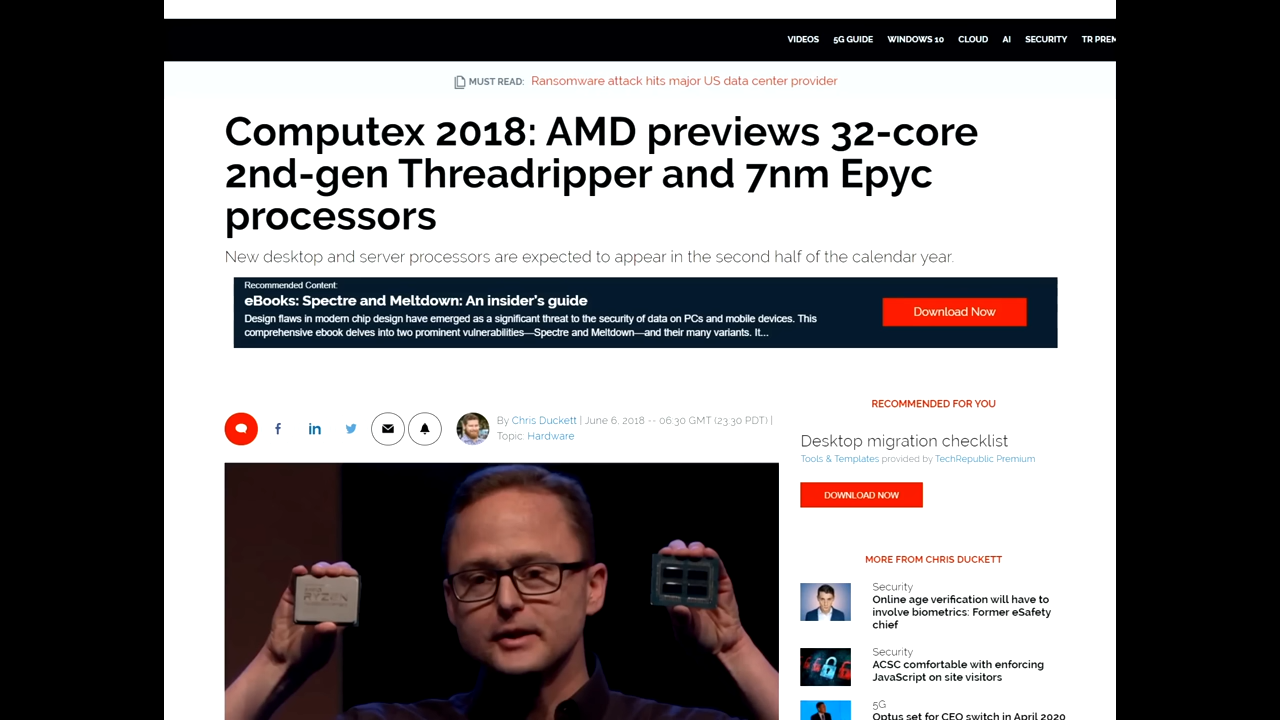 VIDEOS 5G GUIDE WINDOWS 10 CLOUD AI SECURITY TR PREM
MUST READ: Ransomware attack hits major US data center provider
Computex 2018: AMD previews 32-core
2nd-gen Threadripper and 7nm Epyc
processors
New desktop and server processors are expected to appear in the second half of the calendar year.
Recommended Content:
eBooks: Spectre and Meltdown: An insider's guide
Design flaws in modern chip design have emerged as a significant threat to the security of data on PCs and mobile devices. This
comprehensive ebook delves into two prominent vulnerabilities—Spectre and Meltdown—and their many variants. It...
Download Now
f in
By Chris Duckett | June 6, 2018 -- 06:30 GMT (23:30 PDT) |
Topic: Hardware
RYZEN
RECOMMENDED FOR YOU
Desktop migration checklist
Tools & Templates provided by TechRepublic Premium
DOWNLOAD NOW
MORE FROM CHRIS DUCKETT
Security
Online age verification will have to
involve biometrics: Former eSafety
chief
Security
ACSC comfortable with enforcing
JavaScript on site visitors
5G
Optus set for CEO switch in April 2020